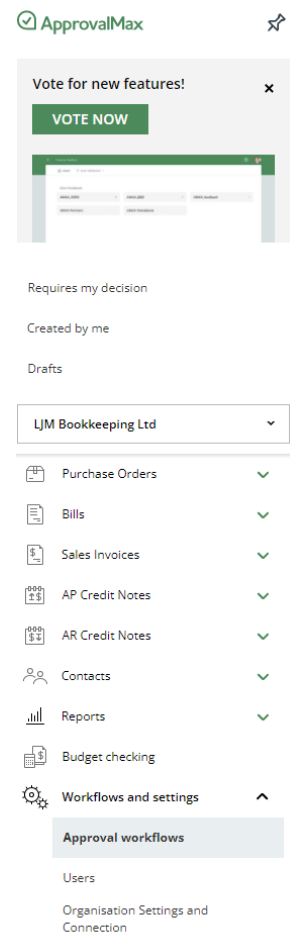 ApprovalMax
Vote for new features!
VOTE NOW
Requires my decision
Created by me
Drafts
LJM Bookkeeping Ltd
Purchase Orders
Bills
Sales Invoices
AP Credit Notes
AR Credit Notes
Contacts
Reports
Budget checking
Workflows and settings
Approval workflows
Users
Organisation Settings and
Connection